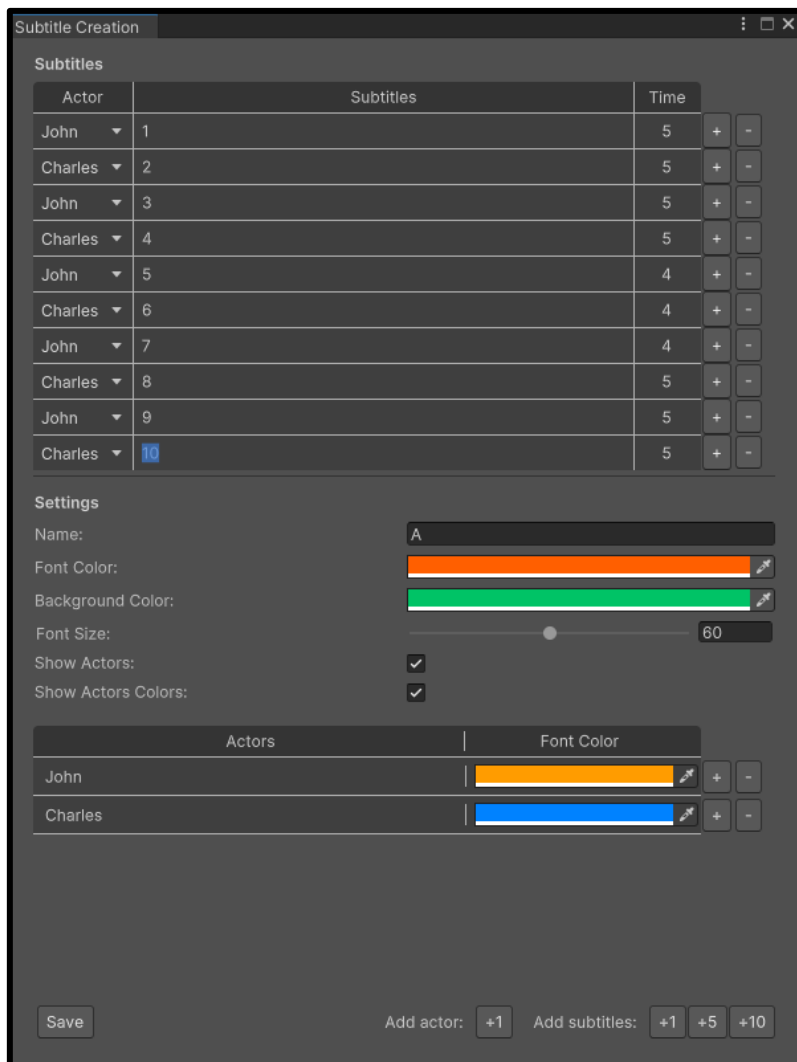 Subtitle Creation
Subtitles
Actor Subtitles Time
John 1 5 + -
Charles 2 5 + -
John 3 5 + -
Charles 4 5 + -
John 5 4 + -
Charles 6 4 + -
John 7 4 + -
Charles 8 5 + -
John 9 5 + -
Charles 10 5 + -
Settings
Name: A
Font Color:
Background Color:
Font Size: 60
Show Actors:
Show Actors Colors:
Actors Font Color
John + -
Charles + -
Save Add actor: +1 Add subtitles: +1 +5 +10